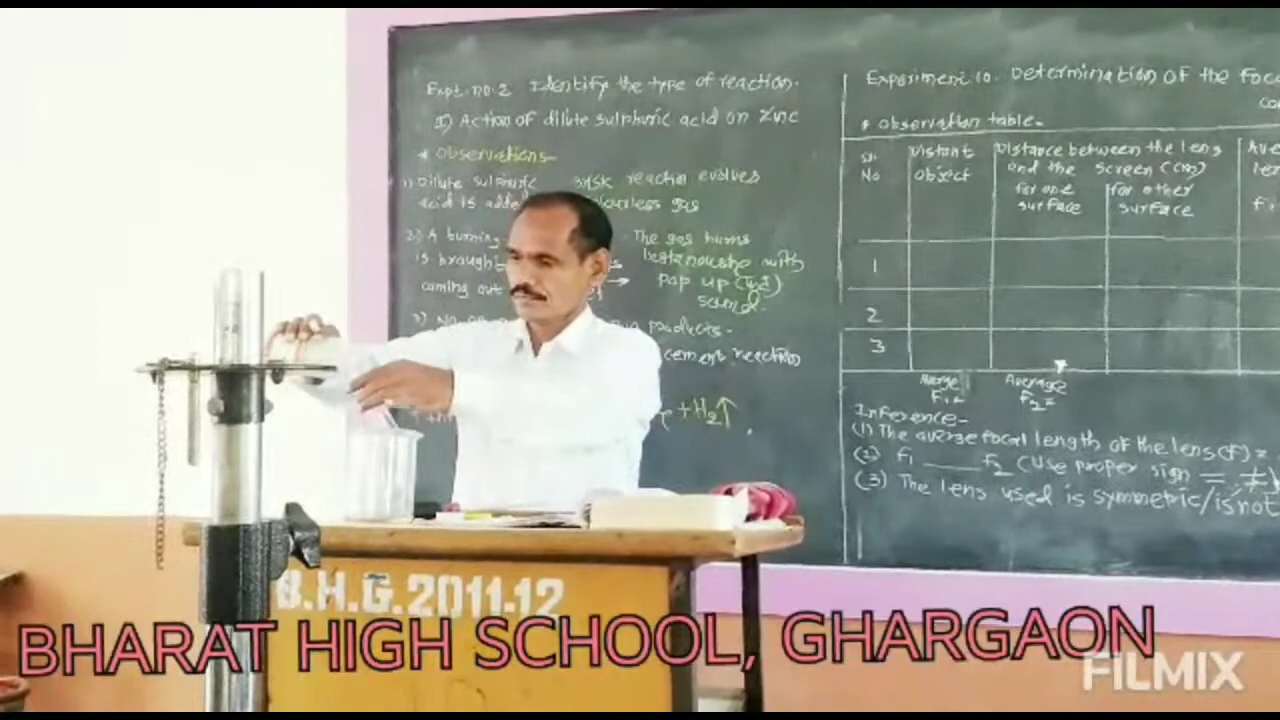 Expt. no. 2 Identify the type of reaction.
I) Action of dilute sulphuric acid on zinc
* Observations-
1) Dilute sulphuric
acid is added
risk reaction evolves
colourless gas
2) A burning
is brought
coming out
The gas burns
with
pop up
sound.
3)
products.
cement reaction
+H2↑
Experiment. 10. Determination of the foc
* Observation table-
Sr. No
Distant object
Distance between the lens
and the screen (cm)
for one surface
for other surface
Ave
1
2
3
Average F1=
Average F2=
Inference-
(1) The average focal length of the lens (F) =
(2) F1 ____ F2 (use proper sign = ≠
(3) The lens used is symmetric/is not
B.H.G. 2011-12
BHARAT HIGH SCHOOL, GHARGAON
FILMIX